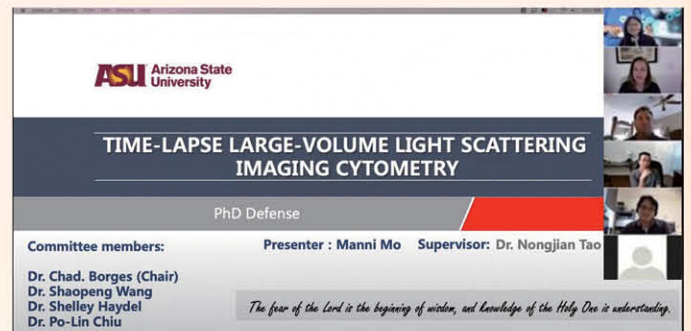 ASU Arizona State
University
TIME-LAPSE LARGE-VOLUME LIGHT SCATTERING
IMAGING CYTOMETRY
PhD Defense
Committee members:
Presenter : Manni Mo Supervisor: Dr. Nongjian Tao
Dr. Chad. Borges (Chair)
Dr. Shaopeng Wang
Dr. Shelley Haydel
Dr. Po-Lin Chiu
The fear of the Lord is the beginning of wisdom, and knowledge of the Holy One is understanding.